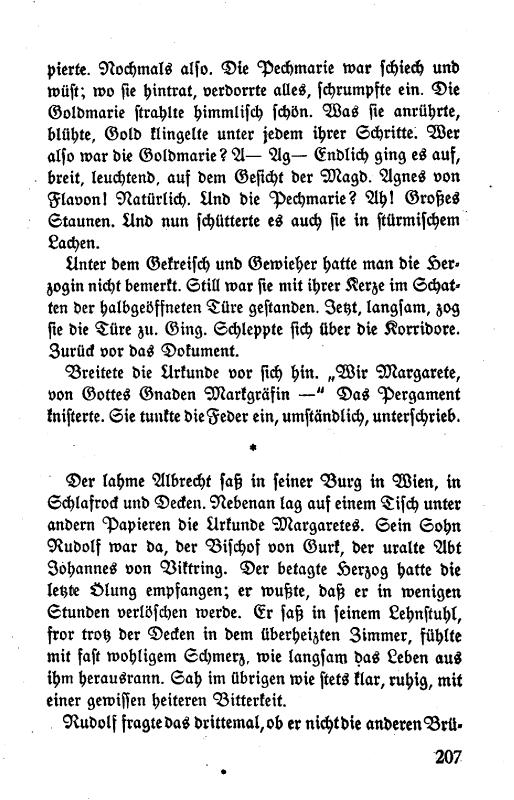 pierte. Nochmals also. Die Pechmarie war schiech und
wüst; wo sie hintrat, verdorrte alles, schrumpfte ein. Die
Goldmarie strahlte himmlisch schön. Was sie anrührte,
blühte, Gold klingelte unter jedem ihrer Schritte. Wer
also war die Goldmarie? A— Ag— Endlich ging es auf,
breit, leuchtend, auf dem Gesicht der Magd. Agnes von
Flavon! Natürlich. Und die Pechmarie? Ah! Großes
Staunen. Und nun schütterte es auch sie in stürmischem
Lachen.
Unter dem Gekreisch und Gewieher hatte man die Her-
zogin nicht bemerkt. Still war sie mit ihrer Kerze im Schat-
ten der halbgeöffneten Türe gestanden. Jetzt, langsam, zog
sie die Türe zu. Ging. Schleppte sich über die Korridore.
Zurück vor das Dokument.
Breitete die Urkunde vor sich hin. „Wir Margarete,
von Gottes Gnaden Markgräfin —“ Das Pergament
knisterte. Sie tunkte die Feder ein, umständlich, unterschrieb.
*
Der lahme Albrecht saß in seiner Burg in Wien, in
Schlafrock und Decken. Nebenan lag auf einem Tisch unter
andern Papieren die Urkunde Margaretes. Sein Sohn
Rudolf war da, der Bischof von Gurk, der uralte Abt
Johannes von Viktring. Der betagte Herzog hatte die
letzte Ölung empfangen; er wußte, daß er in wenigen
Stunden verlöschen werde. Er saß in seinem Lehnstuhl,
fror trotz der Decken in dem überheizten Zimmer, fühlte
mit fast wohligem Schmerz, wie langsam das Leben aus
ihm herausrann. Sah im übrigen wie stets klar, ruhig, mit
einer gewissen heiteren Bitterkeit.
Rudolf fragte das drittemal, ob er nicht die anderen Brü-
207